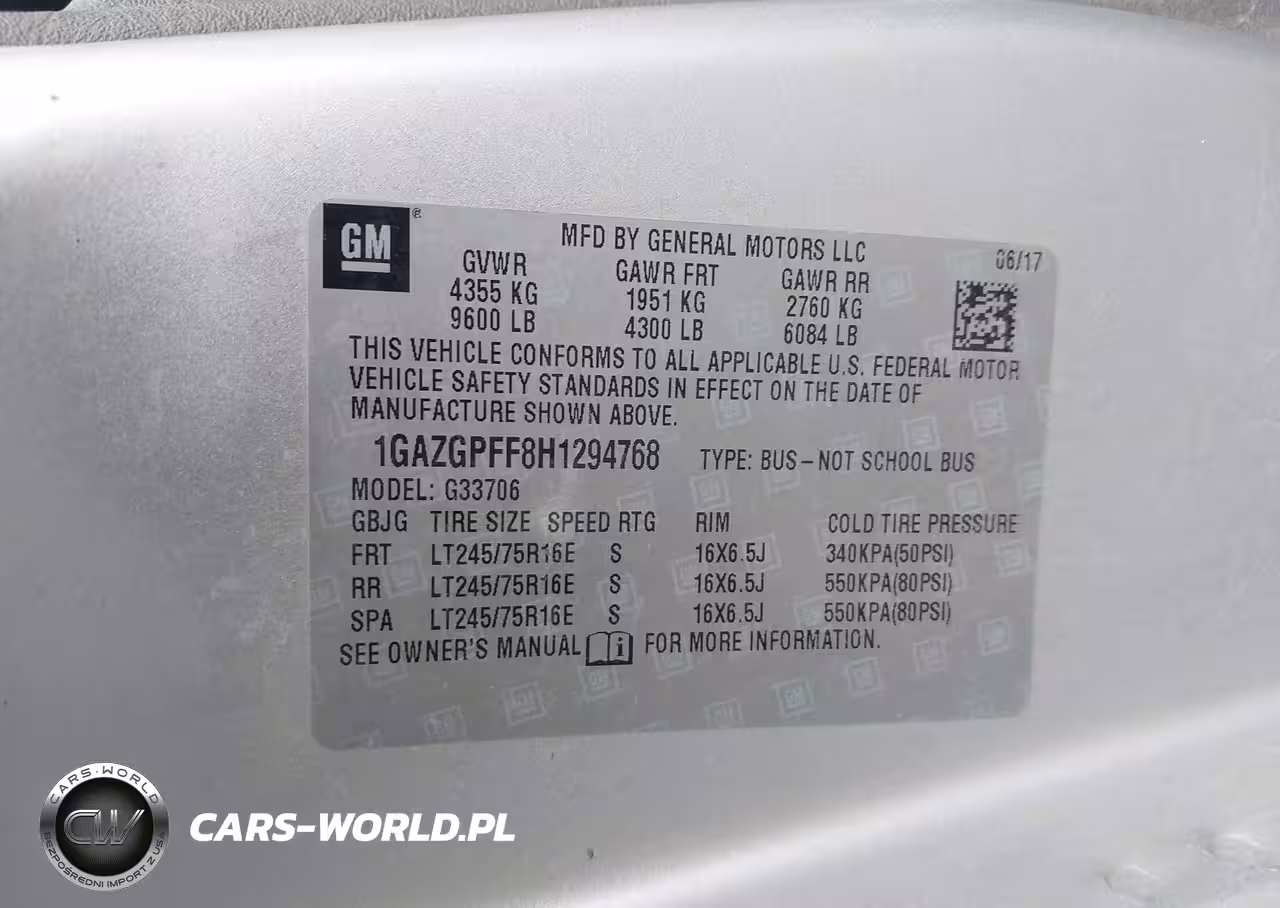 GM®
MFD BY GENERAL MOTORS LLC 06/17
GVWR GAWR FRT GAWR RR
4355 KG 1951 KG 2760 KG
9600 LB 4300 LB 6084 LB
THIS VEHICLE CONFORMS TO ALL APPLICABLE U.S. FEDERAL MOTOR
VEHICLE SAFETY STANDARDS IN EFFECT ON THE DATE OF
MANUFACTURE SHOWN ABOVE.
1GAZGPFF8H1294768 TYPE: BUS–NOT SCHOOL BUS
MODEL: G33706
GBJG TIRE SIZE SPEED RTG RIM COLD TIRE PRESSURE
FRT LT245/75R16E S 16X6.5J 340KPA(50PSI)
RR LT245/75R16E S 16X6.5J 550KPA(80PSI)
SPA LT245/75R16E S 16X6.5J 550KPA(80PSI)
SEE OWNER'S MANUAL i FOR MORE INFORMATION.
CARS-WORLD
CW
BEZPOŚREDNI IMPORT Z USA
CARS-WORLD.PL